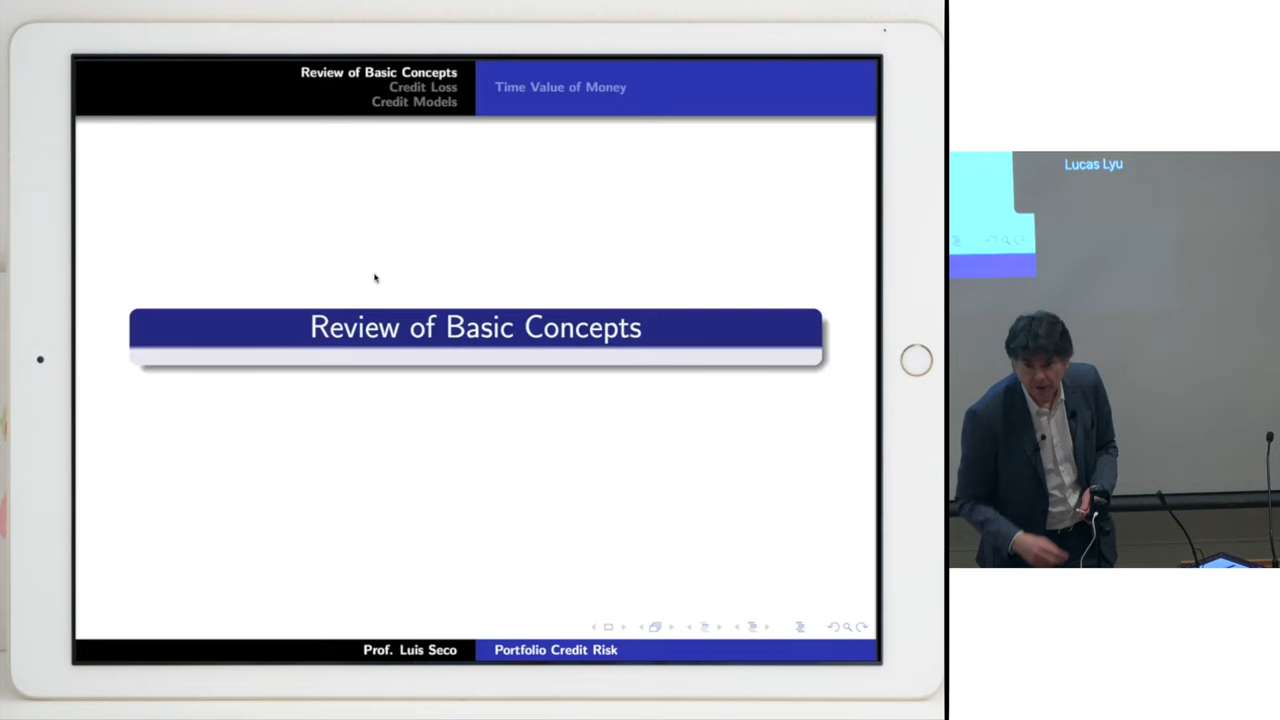 Review of Basic Concepts
Credit Loss
Credit Models
Time Value of Money
Review of Basic Concepts
Prof. Luis Seco
Portfolio Credit Risk
Lucas Lyu